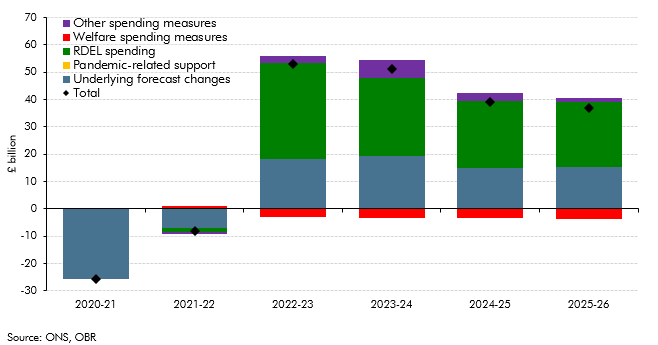 Other spending measures
Welfare spending measures
RDEL spending
Pandemic-related support
Underlying forecast changes
Total
£ billion
70
60
50
40
30
20
10
0
-10
-20
-30
2020-21 2021-22 2022-23 2023-24 2024-25 2025-26
Source: ONS, OBR